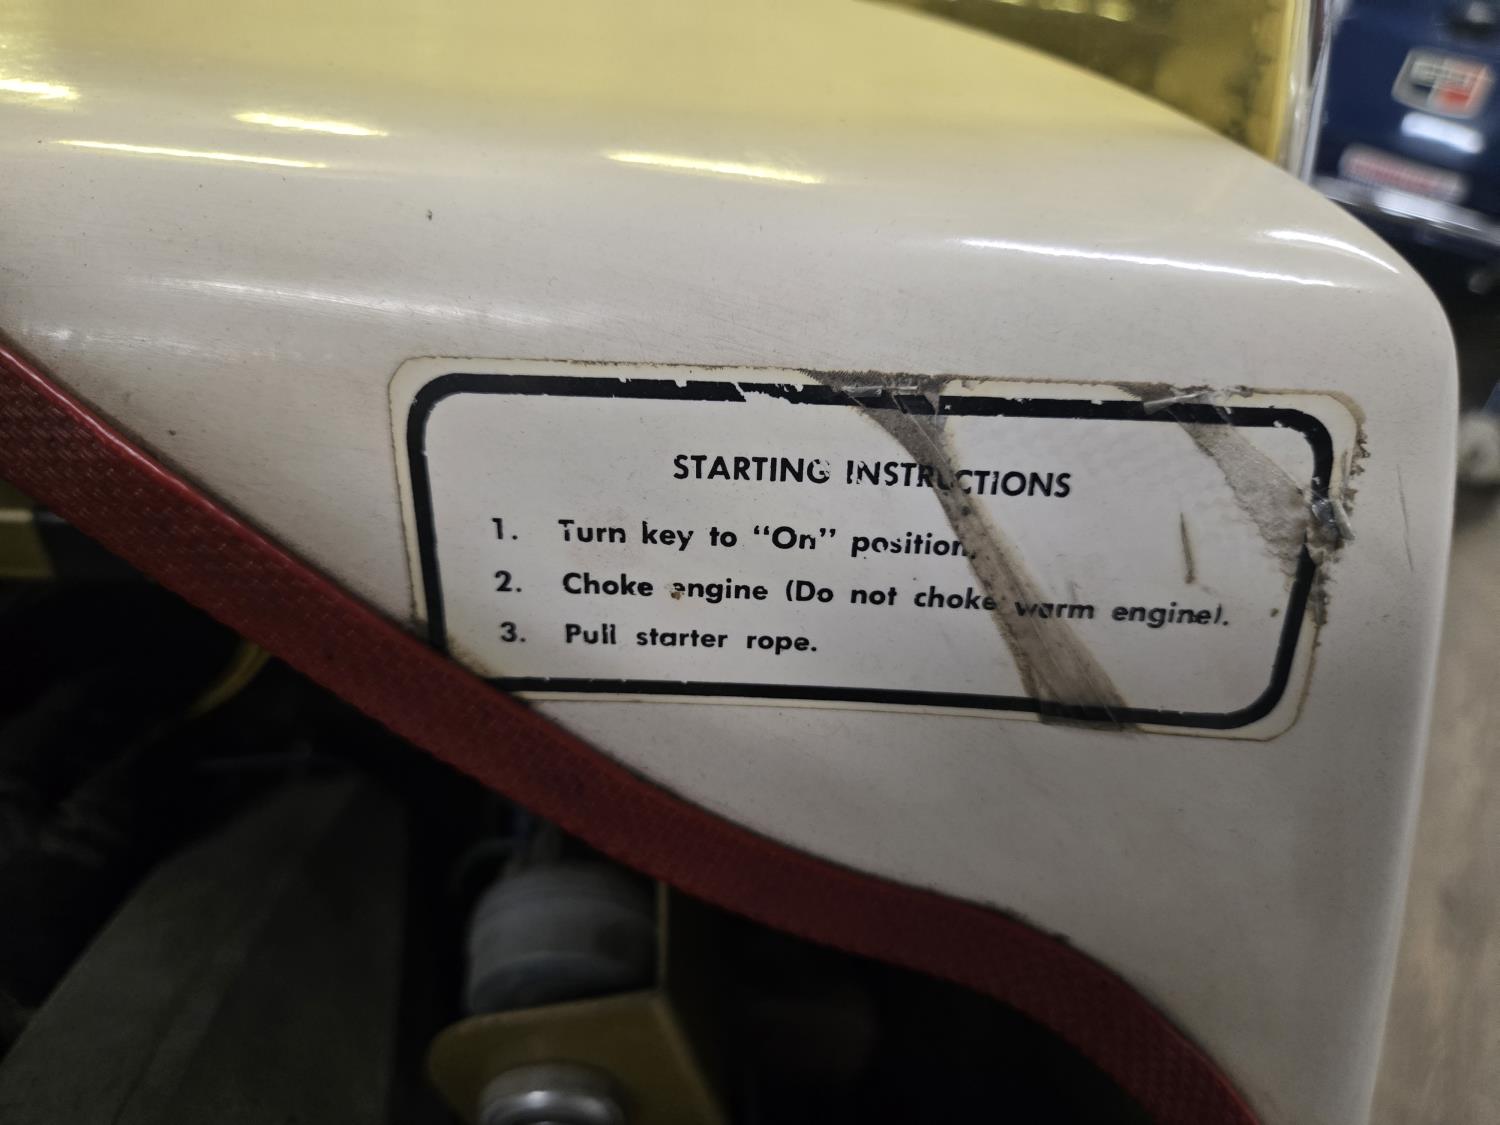 STARTING INSTRUCTIONS
1. Turn key to “On” position.
2. Choke engine (Do not choke warm engine).
3. Pull starter rope.